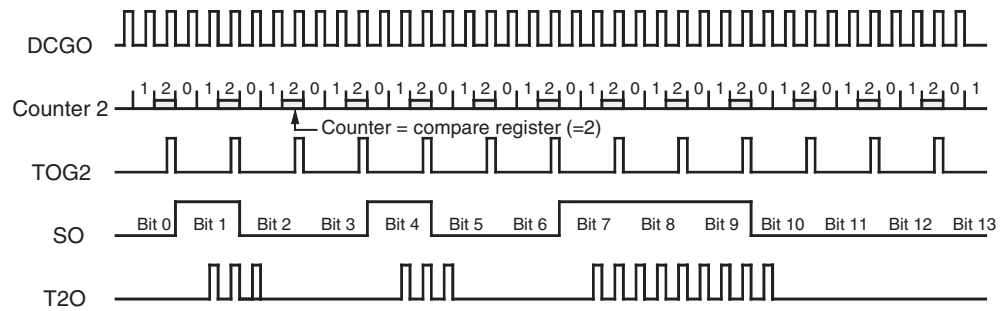 DCGO
Counter 2
1 2 0 1 2 0 1 2 0 1 2 0 1 2 0 1 2 0 1 2 0 1 2 0 1 2 0 1 2 0 1 2 0 1 2 0 1 2 0 1
Counter = compare register (=2)
TOG2
SO
Bit 0 Bit 1 Bit 2 Bit 3 Bit 4 Bit 5 Bit 6 Bit 7 Bit 8 Bit 9 Bit 10 Bit 11 Bit 12 Bit 13
T2O